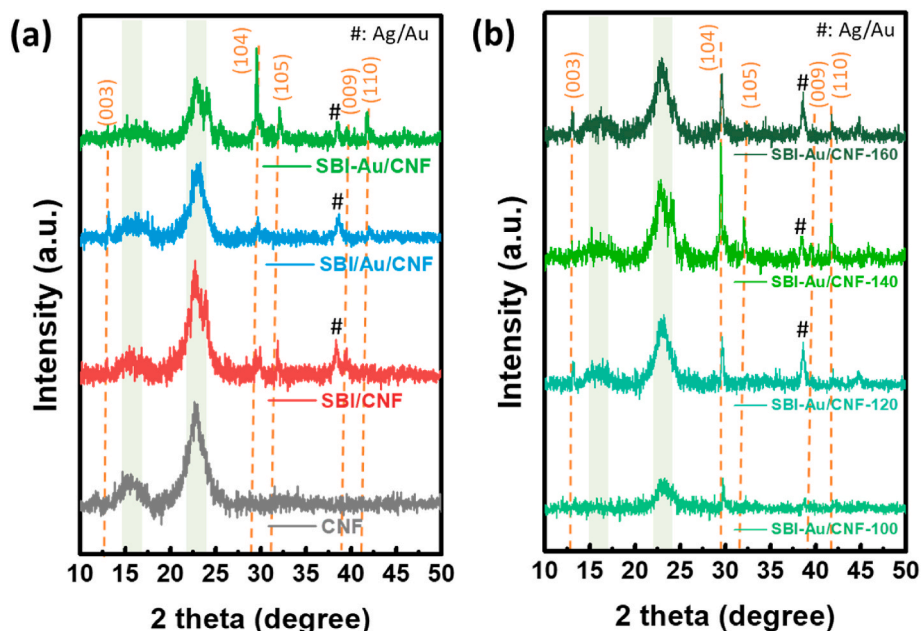 (a)
#: Ag/Au
(003)
(104)
(105)
#
(009)
(110)
SBI-Au/CNF
#
SBI/Au/CNF
#
SBI/CNF
CNF
Intensity (a.u.)
10 15 20 25 30 35 40 45 50
2 theta (degree)
(b)
#: Ag/Au
(003)
(104)
(105)
#
(009)
(110)
SBI-Au/CNF-160
#
SBI-Au/CNF-140
#
SBI-Au/CNF-120
SBI-Au/CNF-100
Intensity (a.u.)
10 15 20 25 30 35 40 45 50
2 theta (degree)